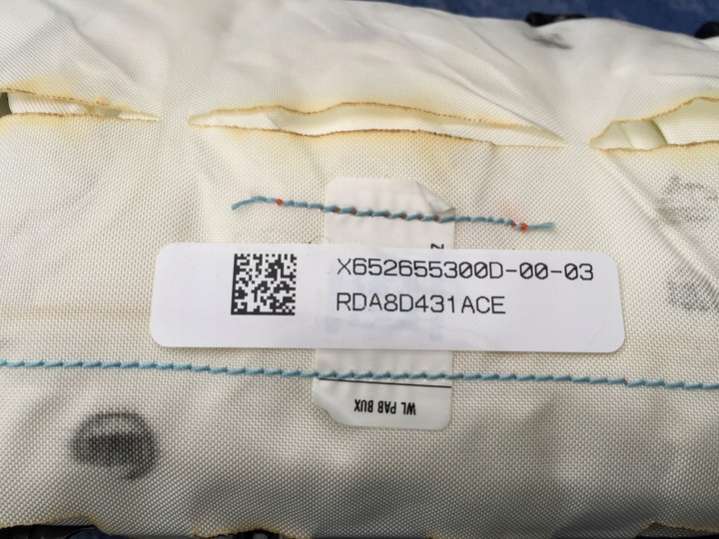 X652655300D-00-03
RDA8D431ACE
WL PAB BUX